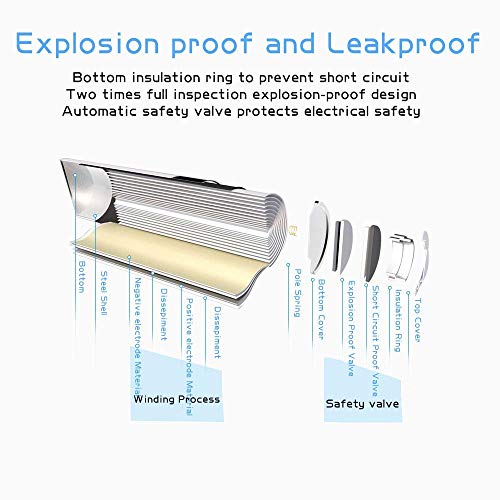 Explosion proof and Leakproof
Bottom insulation ring to prevent short circuit
Two times full inspection explosion-proof design
Automatic safety valve protects electrical safety
Bottom
Steel Shell
Negative electrode Material
Dissepiment
Positive electrode Material
Dissepiment
Pole Spring
Bottom Cover
Explosion Proof Valve
Short Circuit Proof Valve
Insulation Ring
Top Cover
Winding Process
Safety valve